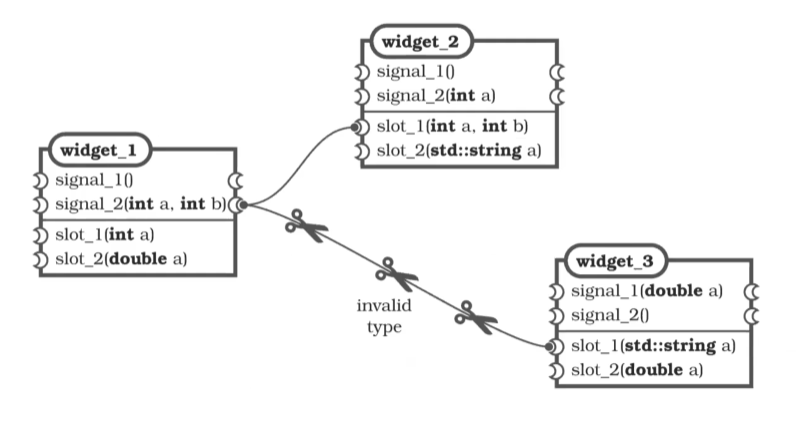 widget_1
signal_1()
signal_2(int a, int b)
slot_1(int a)
slot_2(double a)
widget_2
signal_1()
signal_2(int a)
slot_1(int a, int b)
slot_2(std::string a)
invalid
type
widget_3
signal_1(double a)
signal_2()
slot_1(std::string a)
slot_2(double a)